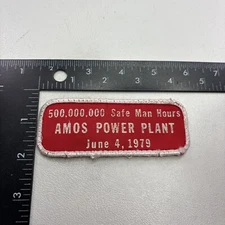 500,000,000 Safe Man Hours
AMOS POWER PLANT
June 4, 1979